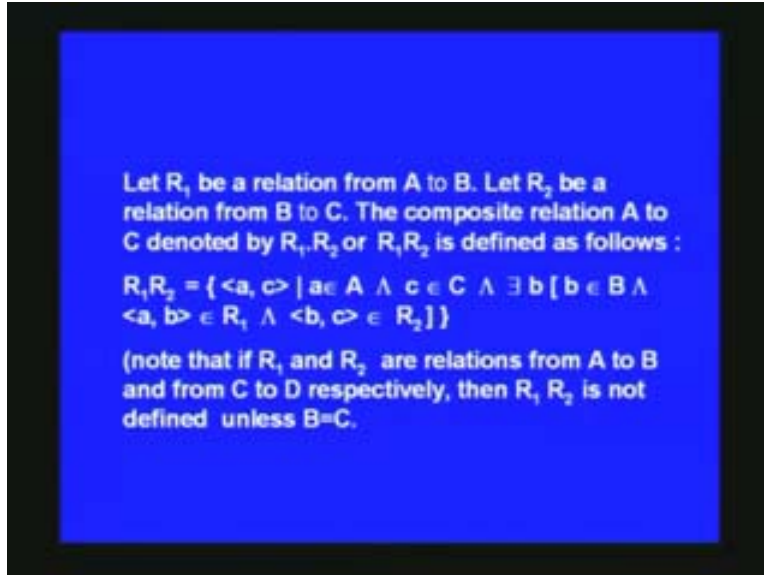 Let R₁ be a relation from A to B. Let R₂ be a
relation from B to C. The composite relation A to
C denoted by R₁.R₂ or R₁R₂ is defined as follows :
R₁R₂ = { <a, c> | a∈ A Λ c ∈ C Λ ∃ b [ b ∈ B Λ
<a, b> ∈ R₁ Λ <b, c> ∈ R₂ ] }
(note that if R₁ and R₂ are relations from A to B
and from C to D respectively, then R₁ R₂ is not
defined unless B=C.